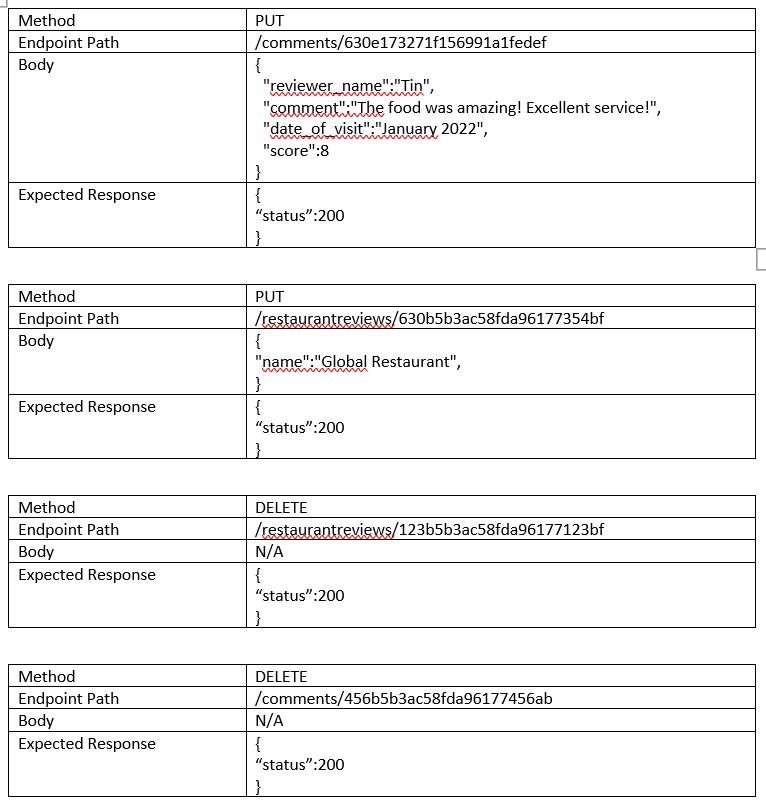 Method PUT
Endpoint Path /comments/630e173271f156991a1fedef
Body {
"reviewer_name":"Tin",
"comment":"The food was amazing! Excellent service!",
"date_of_visit":"January 2022",
"score":8
}
Expected Response {
“status”:200
}
Method PUT
Endpoint Path /restaurantreviews/630b5b3ac58fda96177354bf
Body {
"name":"Global Restaurant",
}
Expected Response {
“status”:200
}
Method DELETE
Endpoint Path /restaurantreviews/123b5b3ac58fda96177123bf
Body N/A
Expected Response {
“status”:200
}
Method DELETE
Endpoint Path /comments/456b5b3ac58fda96177456ab
Body N/A
Expected Response {
“status”:200
}